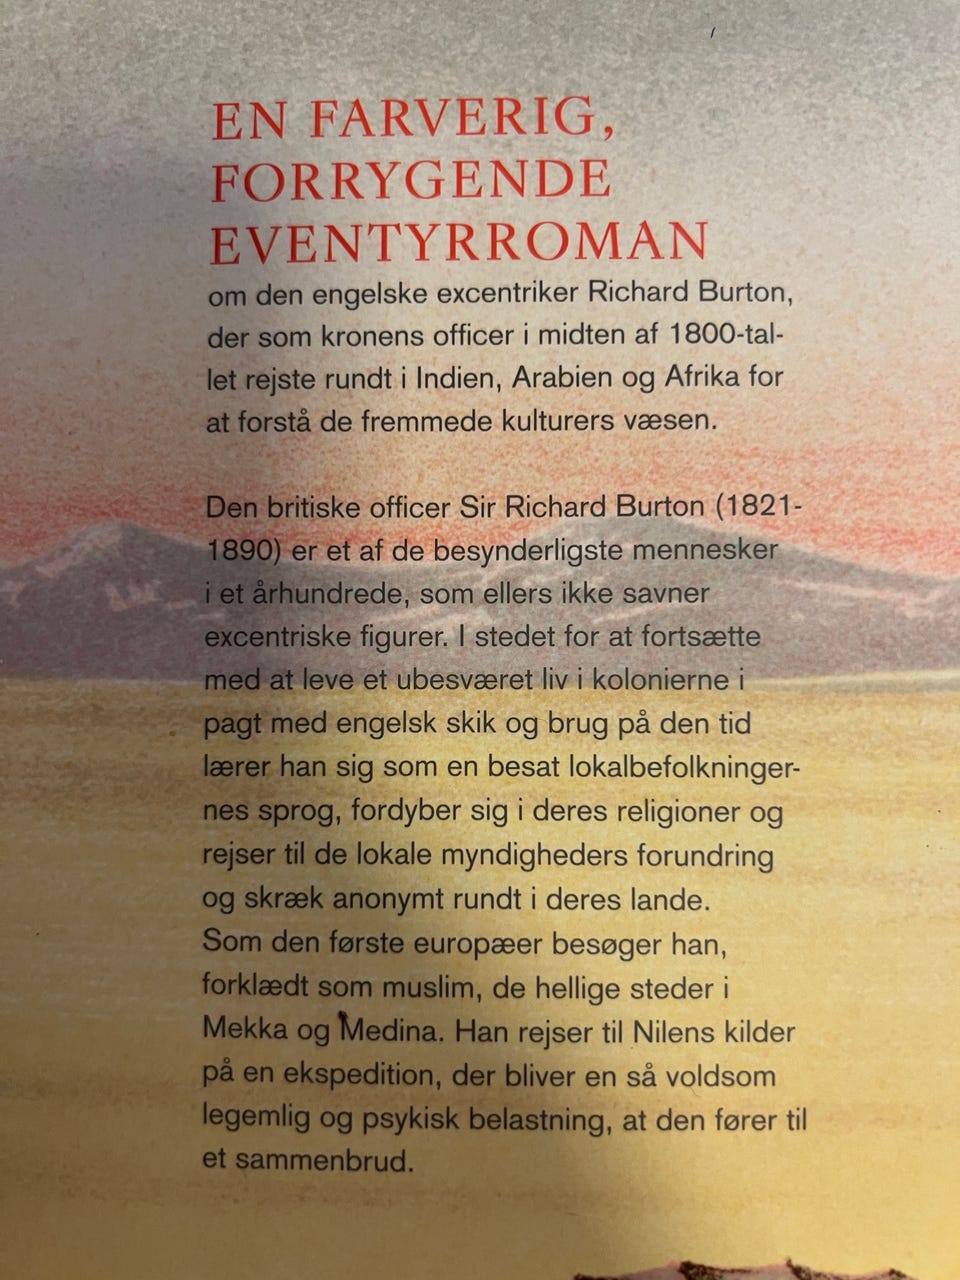 EN FARVERIG,
FORRYGENDE
EVENTYRROMAN
om den engelske excentriker Richard Burton,
der som kronens officer i midten af 1800-tal-
let rejste rundt i Indien, Arabien og Afrika for
at forstå de fremmede kulturers væsen.
Den britiske officer Sir Richard Burton (1821-
1890) er et af de besynderligste mennesker
i et århundrede, som ellers ikke savner
excentriske figurer. I stedet for at fortsætte
med at leve et ubesværet liv i kolonierne i
pagt med engelsk skik og brug på den tid
lærer han sig som en besat lokalbefolkninger-
nes sprog, fordyber sig i deres religioner og
rejser til de lokale myndigheders forundring
og skræk anonymt rundt i deres lande.
Som den første europæer besøger han,
forklædt som muslim, de hellige steder i
Mekka og Medina. Han rejser til Nilens kilder
på en ekspedition, der bliver en så voldsom
legemlig og psykisk belastning, at den fører til
et sammenbrud.